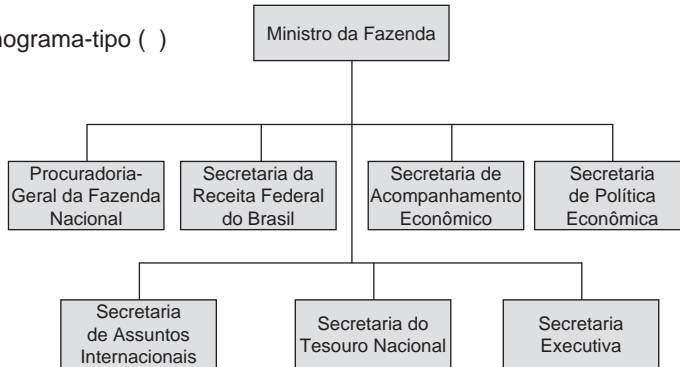 nograma-tipo ( )
Ministro da Fazenda
Procuradoria-
Geral da Fazenda
Nacional
Secretaria da
Receita Federal
do Brasil
Secretaria de
Acompanhamento
Econômico
Secretaria
de Política
Econômica
Secretaria
de Assuntos
Internacionais
Secretaria do
Tesouro Nacional
Secretaria
Executiva